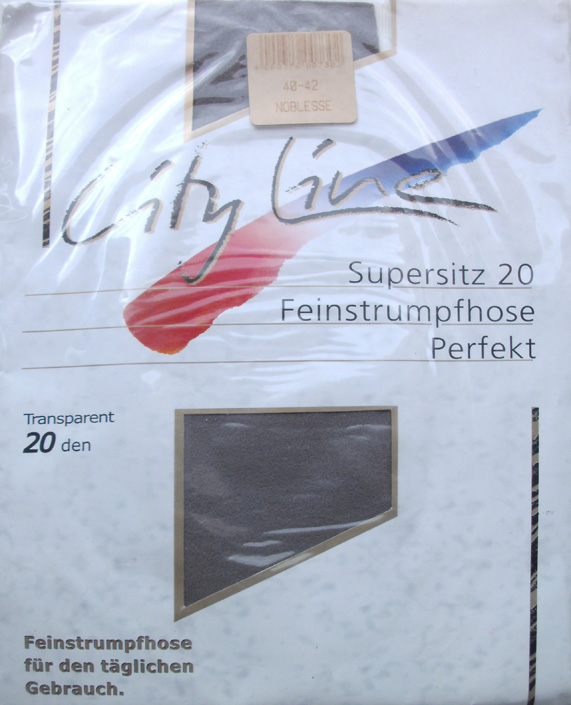 40-42
NOBLESSE
City Line
Supersitz 20
Feinstrumpfhose
Perfekt
Transparent
20 den
Feinstrumpfhose
für den täglichen
Gebrauch.